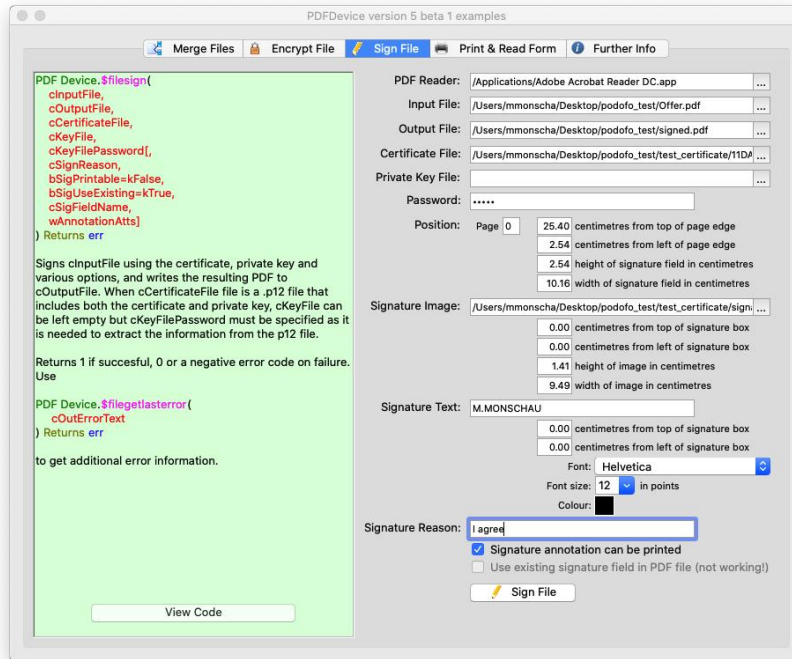 PDFDevice version 5 beta 1 examples
Merge Files
Encrypt File
Sign File
Print & Read Form
Further Info
PDF Device.$filesign(
cInputFile,
cOutputFile,
cCertificateFile,
cKeyFile,
cKeyFilePassword[,
cSignReason,
bSigPrintable=kFalse,
bSigUseExisting=kTrue,
cSigFieldName,
wAnnotationAtts]
) Returns err
Signs cInputFile using the certificate, private key and
various options, and writes the resulting PDF to
cOutputFile. When cCertificateFile file is a .p12 file that
includes both the certificate and private key, cKeyFile can
be left empty but cKeyFilePassword must be specified as it
is needed to extract the information from the p12 file.
Returns 1 if succesful, 0 or a negative error code on failure.
Use
PDF Device.$filegetlasterror(
cOutErrorText
) Returns err
to get additional error information.
View Code
PDF Reader: /Applications/Adobe Acrobat Reader DC.app ...
Input File: /Users/mmonscha/Desktop/podofo_test/Offer.pdf ...
Output File: /Users/mmonscha/Desktop/podofo_test/signed.pdf ...
Certificate File: /Users/mmonscha/Desktop/podofo_test/test_certificate/11DA ...
Private Key File: ...
Password: •••••
Position: Page 0 25.40 centimetres from top of page edge
2.54 centimetres from left of page edge
2.54 height of signature field in centimetres
10.16 width of signature field in centimetres
Signature Image: /Users/mmonscha/Desktop/podofo_test/test_certificate/sign ...
0.00 centimetres from top of signature box
0.00 centimetres from left of signature box
1.41 height of image in centimetres
9.49 width of image in centimetres
Signature Text: M.MONSCHAU
0.00 centimetres from top of signature box
0.00 centimetres from left of signature box
Font: Helvetica
Font size: 12 in points
Colour:
Signature Reason: I agree
Signature annotation can be printed
Use existing signature field in PDF file (not working!)
Sign File